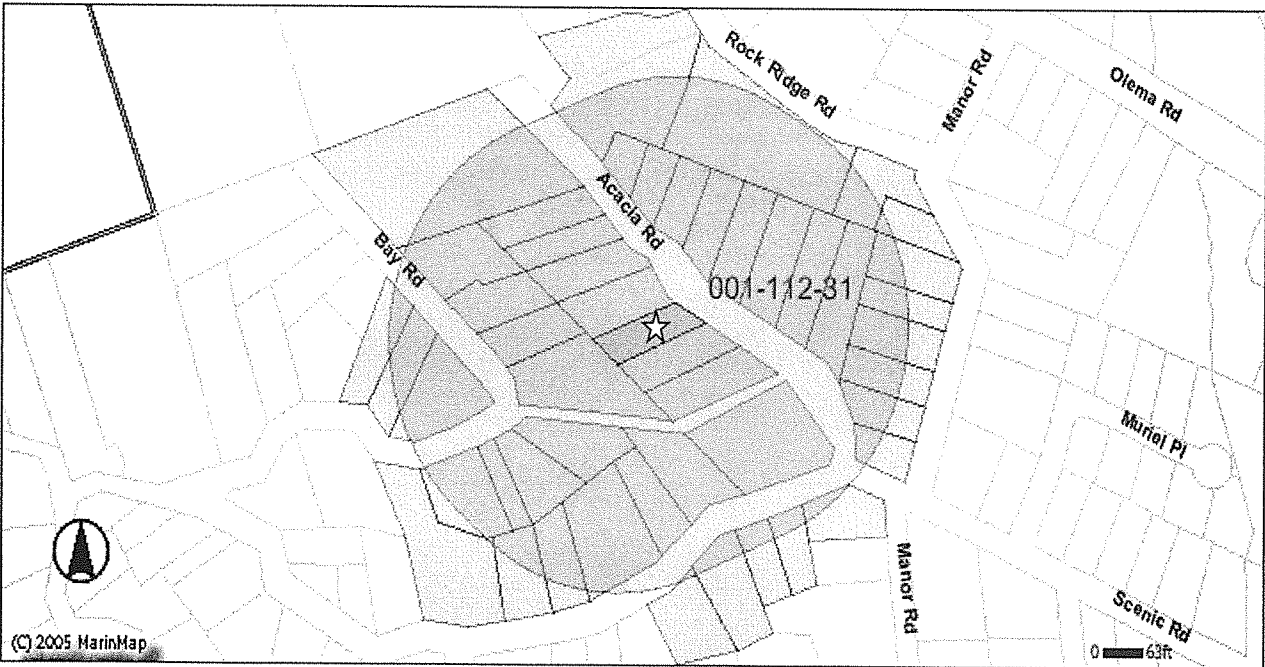 Rock Ridge Rd
Manor Rd
Olema Rd
Acacia Rd
Bay Rd
001-112-31
Muriel Pl
Manor Rd
Scenic Rd
(C) 2005 MarinMap
0 63ft